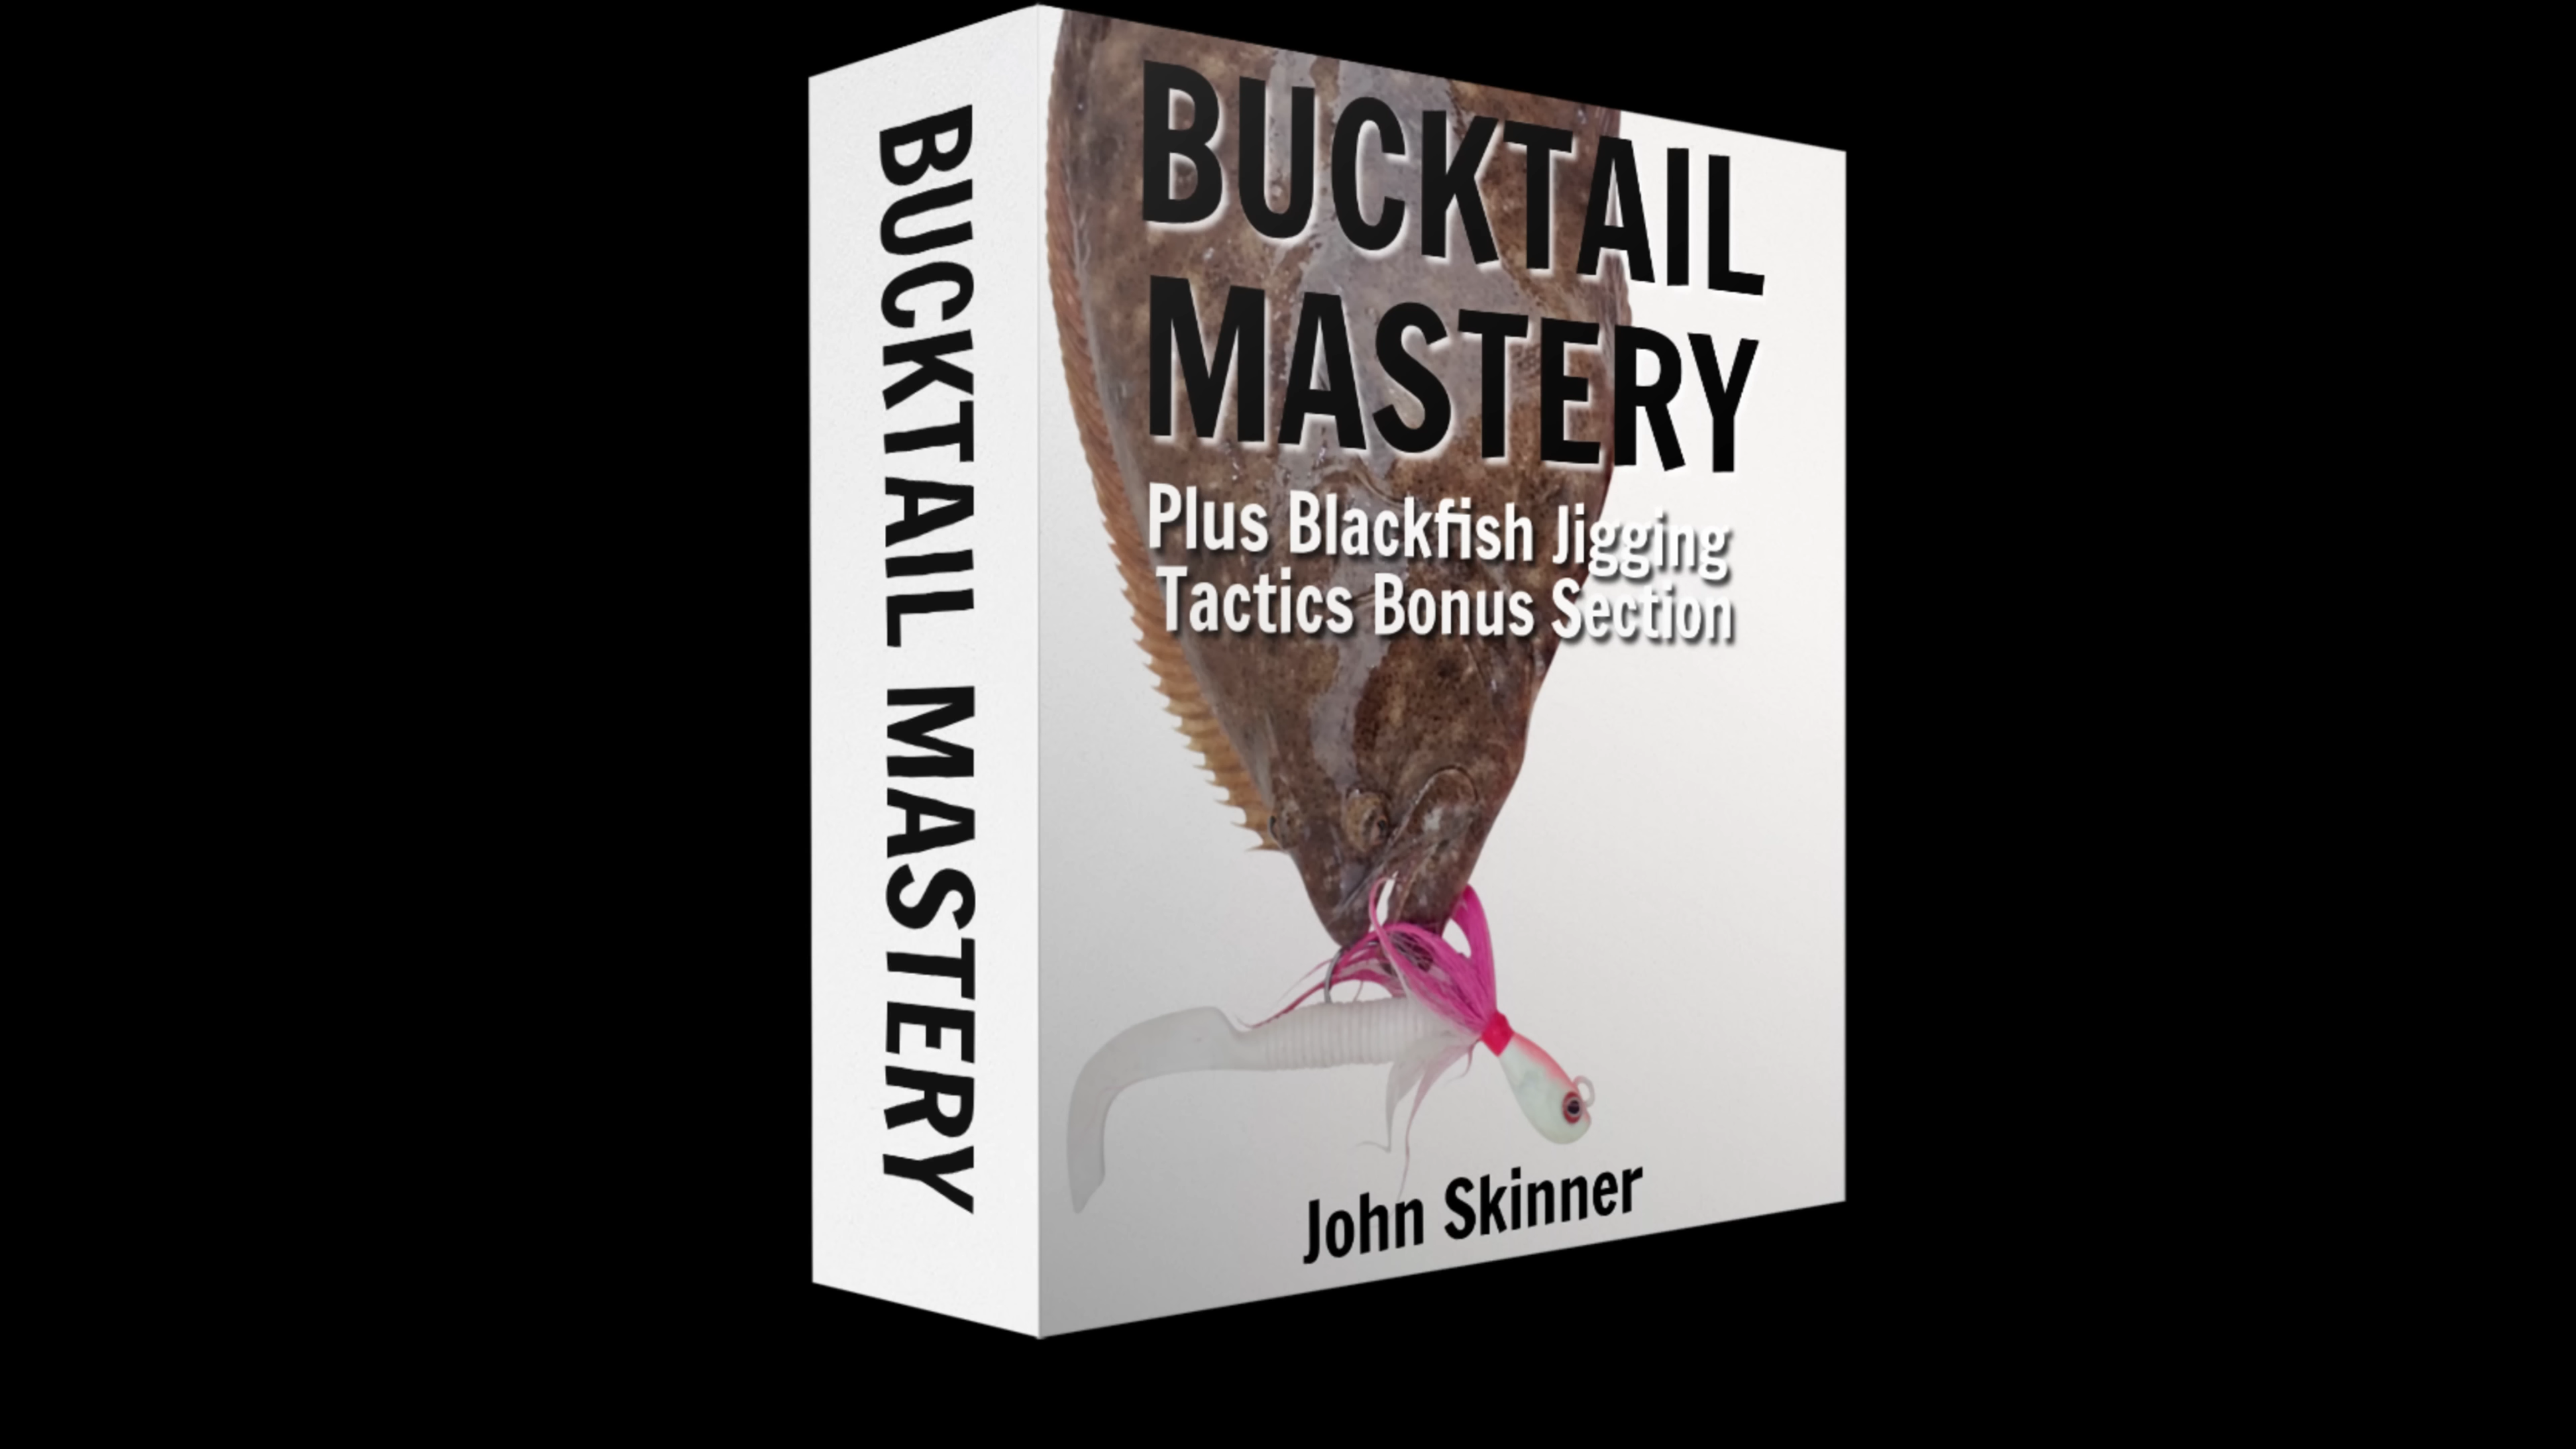 BUCKTAIL MASTERY
BUCKTAIL
MASTERY
Plus Blackfish Jigging
Tactics Bonus Section
John Skinner